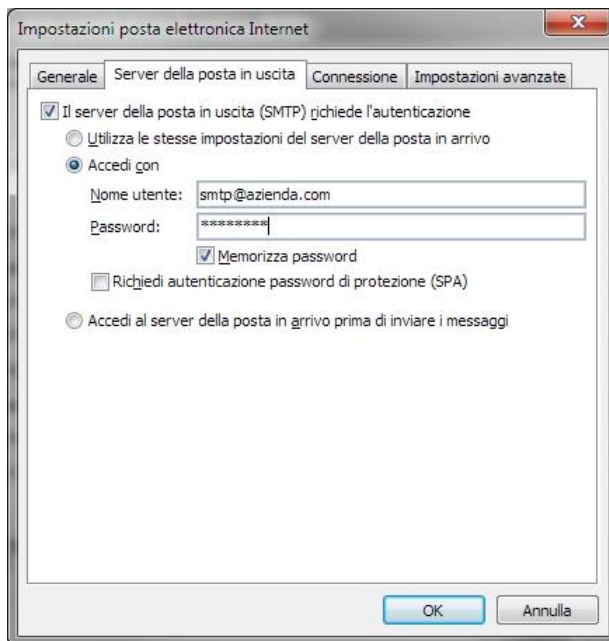 Impostazioni posta elettronica Internet
Generale Server della posta in uscita Connessione Impostazioni avanzate
Il server della posta in uscita (SMTP) richiede l'autenticazione
Utilizza le stesse impostazioni del server della posta in arrivo
Accedi con
Nome utente: smtp@azienda.com
Password: ********
Memorizza password
Richiedi autenticazione password di protezione (SPA)
Accedi al server della posta in arrivo prima di inviare i messaggi
OK Annulla